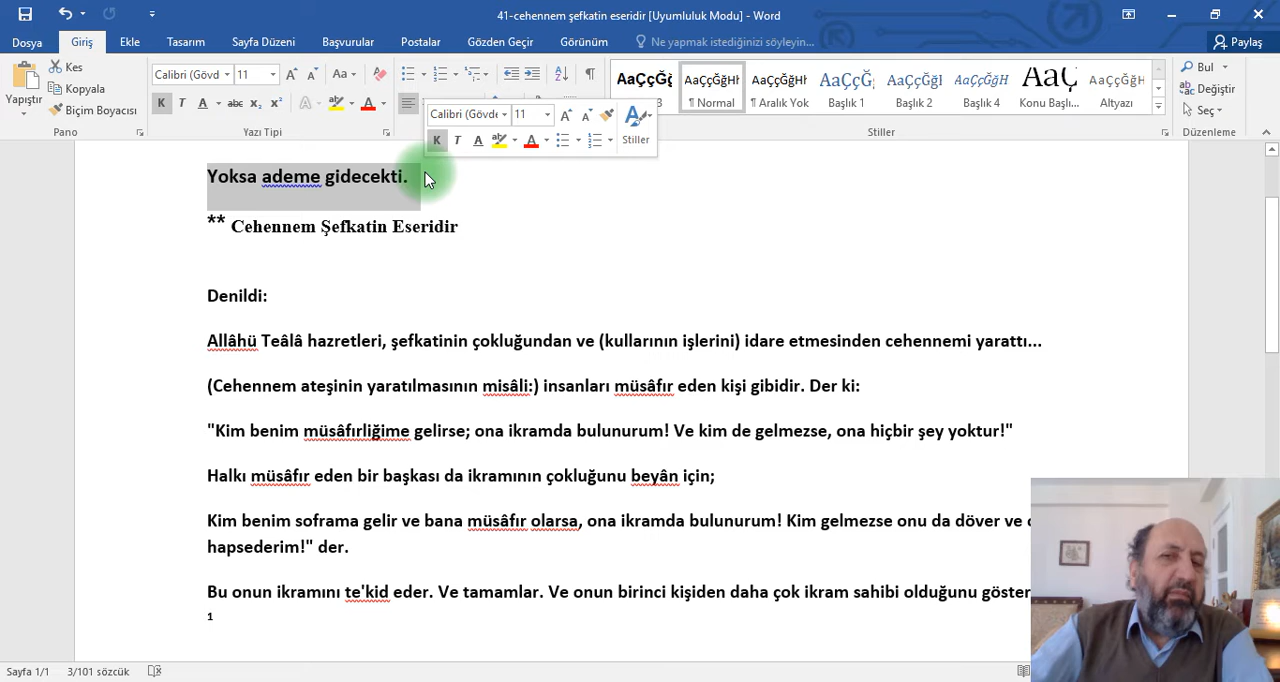 41-cehennem şefkatin eseridir [Uyumluluk Modu] - Word
Dosya Giriş Ekle Tasarım Sayfa Düzeni Başvurular Postalar Gözden Geçir Görünüm Ne yapmak istediğinizi söyleyin... Paylaş
Yapıştır
Kes
Kopyala
Biçim Boyacısı
Pano
Calibri (Gövd 11
Yazı Tipi
Calibri (Gövde 11
Stiller
AaÇçĞğ
AaÇçĞğHł
¶ Normal
AaÇçĞğHł
¶ Aralık Yok
AaÇçĞğl
Başlık 1
AaÇçĞğl
Başlık 2
AaÇçĞğH
Başlık 4
AaÇ
Konu Başlı...
AaÇçĞğH
Altyazı
Stiller
Bul
Değiştir
Seç
Düzenleme
Yoksa ademe gidecekti.
** Cehennem Şefkatin Eseridir
Denildi:
Allâhü Teâlâ hazretleri, şefkatinin çokluğundan ve (kullarının işlerini) idare etmesinden cehennemi yarattı...
(Cehennem ateşinin yaratılmasının misâli:) insanları müsâfır eden kişi gibidir. Der ki:
"Kim benim müsâfırliğime gelirse; ona ikramda bulunurum! Ve kim de gelmezse, ona hiçbir şey yoktur!"
Halkı müsâfır eden bir başkası da ikramının çokluğunu beyân için;
Kim benim soframa gelir ve bana müsâfır olarsa, ona ikramda bulunurum! Kim gelmezse onu da döver ve
hapsederim!" der.
Bu onun ikramını te'kid eder. Ve tamamlar. Ve onun birinci kişiden daha çok ikram sahibi olduğunu göster
1
Sayfa 1/1 3/101 sözcük